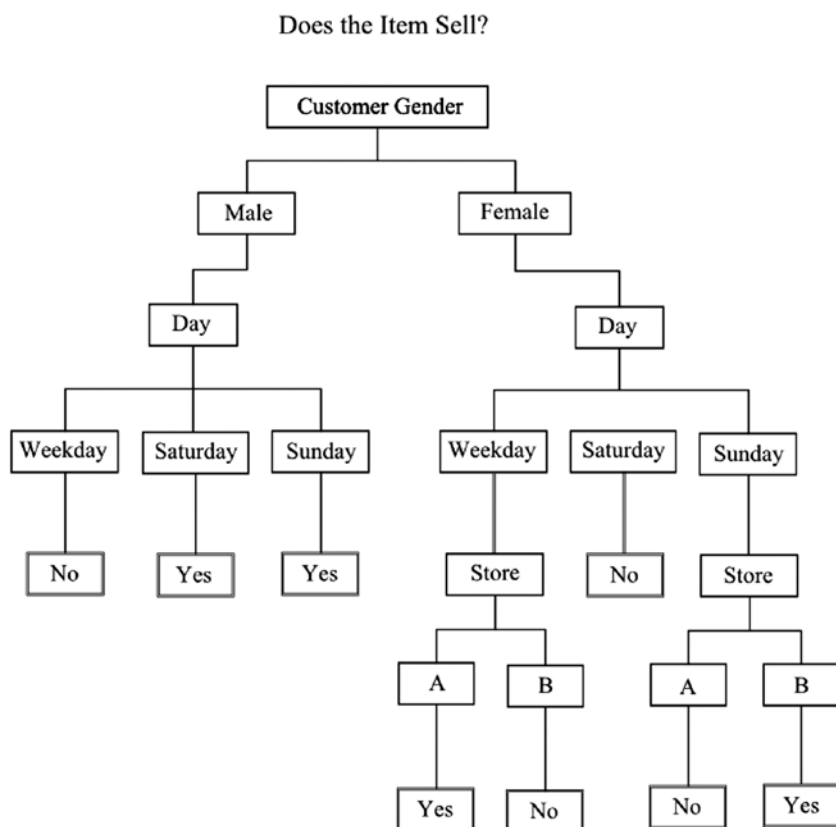 Does the Item Sell?
Customer Gender
Male Female
Day Day
Weekday Saturday Sunday Weekday Saturday Sunday
No Yes Yes Store No Store
A B A B
Yes No No Yes